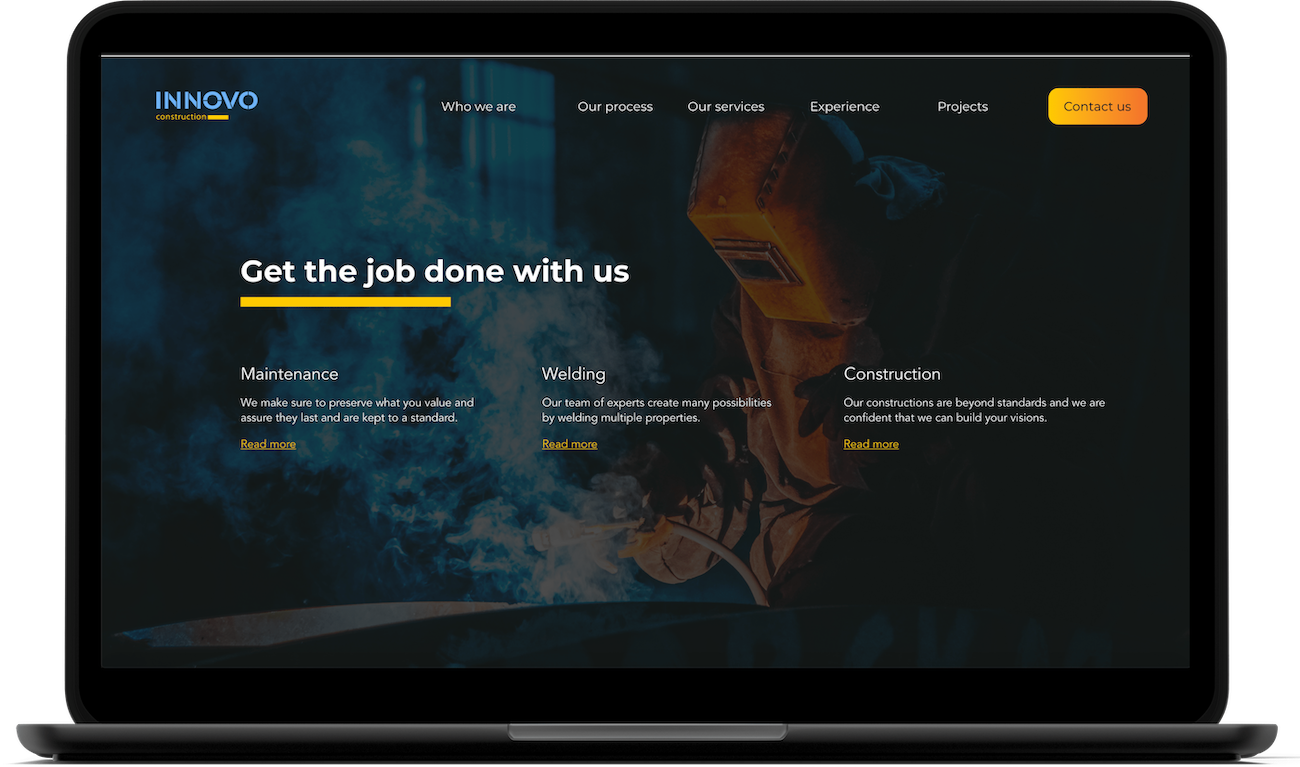 INNOVO
construction
Who we are
Our process
Our services
Experience
Projects
Contact us
Get the job done with us
Maintenance
We make sure to preserve what you value and
assure they last and are kept to a standard.
Read more
Welding
Our team of experts create many possibilities
by welding multiple properties.
Read more
Construction
Our constructions are beyond standards and we are
confident that we can build your visions.
Read more